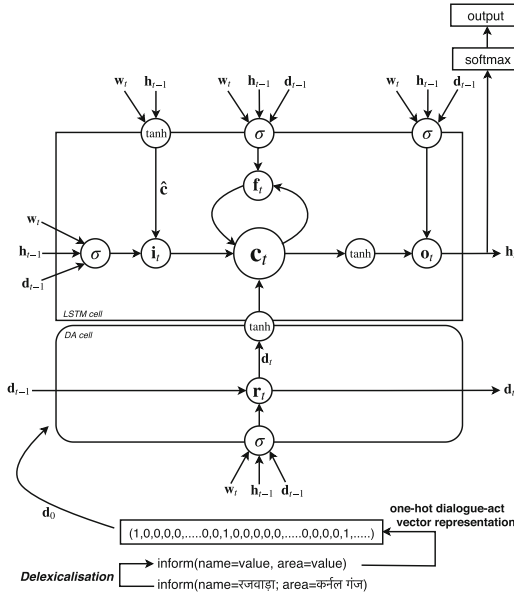 output
softmax
w_t h_{t-1} w_t h_{t-1} d_{t-1} w_t h_{t-1} d_{t-1}
tanh σ σ
ĉ f_t
w_t
h_{t-1} σ i_t c_t tanh o_t h
d_{t-1}
LSTM cell
DA cell
tanh
d_t
d_{t-1} r_t d_t
σ
w_t h_{t-1} d_{t-1}
d_0
one-hot dialogue-act
vector representation
(1,0,0,0,0,.....0,0,1,0,0,0,0,0,.....0,0,0,0,1,.....)
inform(name=value, area=value)
Delexicalisation
inform(name=रजवाड़ा; area=कर्नल गंज)